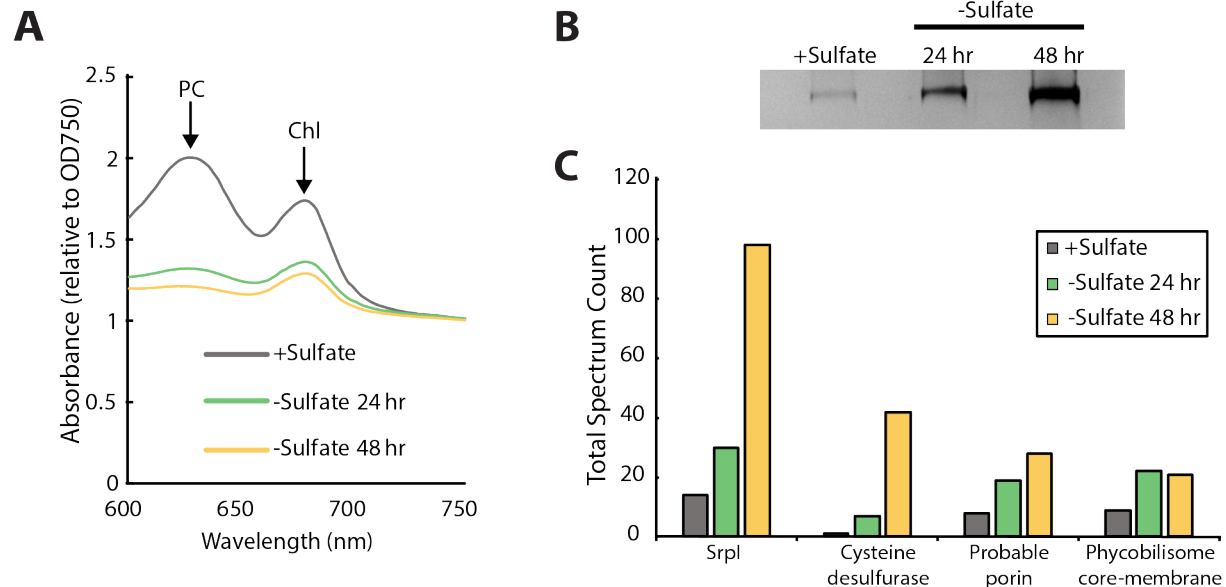 A
2.5
2
1.5
1
0.5
0
Absorbance (relative to OD750)
PC
Chl
+Sulfate
-Sulfate 24 hr
-Sulfate 48 hr
600
650
700
750
Wavelength (nm)
B
-Sulfate
+Sulfate
24 hr
48 hr
C
120
100
80
60
40
20
0
Total Spectrum Count
+Sulfate
-Sulfate 24 hr
-Sulfate 48 hr
SrpI
Cysteine
desulfurase
Probable
porin
Phycobilisome
core-membrane